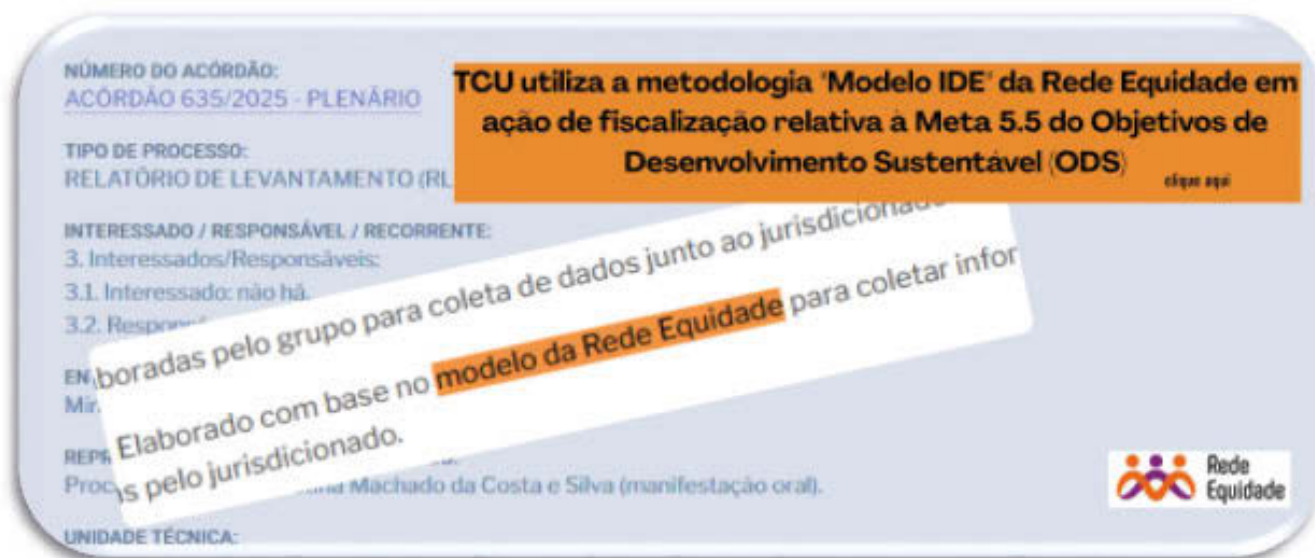 NÚMERO DO ACÓRDÃO:
ACÓRDÃO 635/2025 - PLENÁRIO
TCU utiliza a metodologia "Modelo IDE" da Rede Equidade em
ação de fiscalização relativa à Meta 5.5 do Objetivos de
Desenvolvimento Sustentável (ODS)
clique aqui
TIPO DE PROCESSO:
RELATÓRIO DE LEVANTAMENTO (RL
INTERESSADO / RESPONSÁVEL / RECORRENTE:
3. Interessados/Responsáveis:
3.1. Interessado: não há.
3.2.
boradas pelo grupo para coleta de dados junto ao jurisdicionado
Elaborado com base no modelo da Rede Equidade para coletar infor
s pelo jurisdicionado.
Machado da Costa e Silva (manifestação oral).
UNIDADE TÉCNICA:
Rede
Equidade